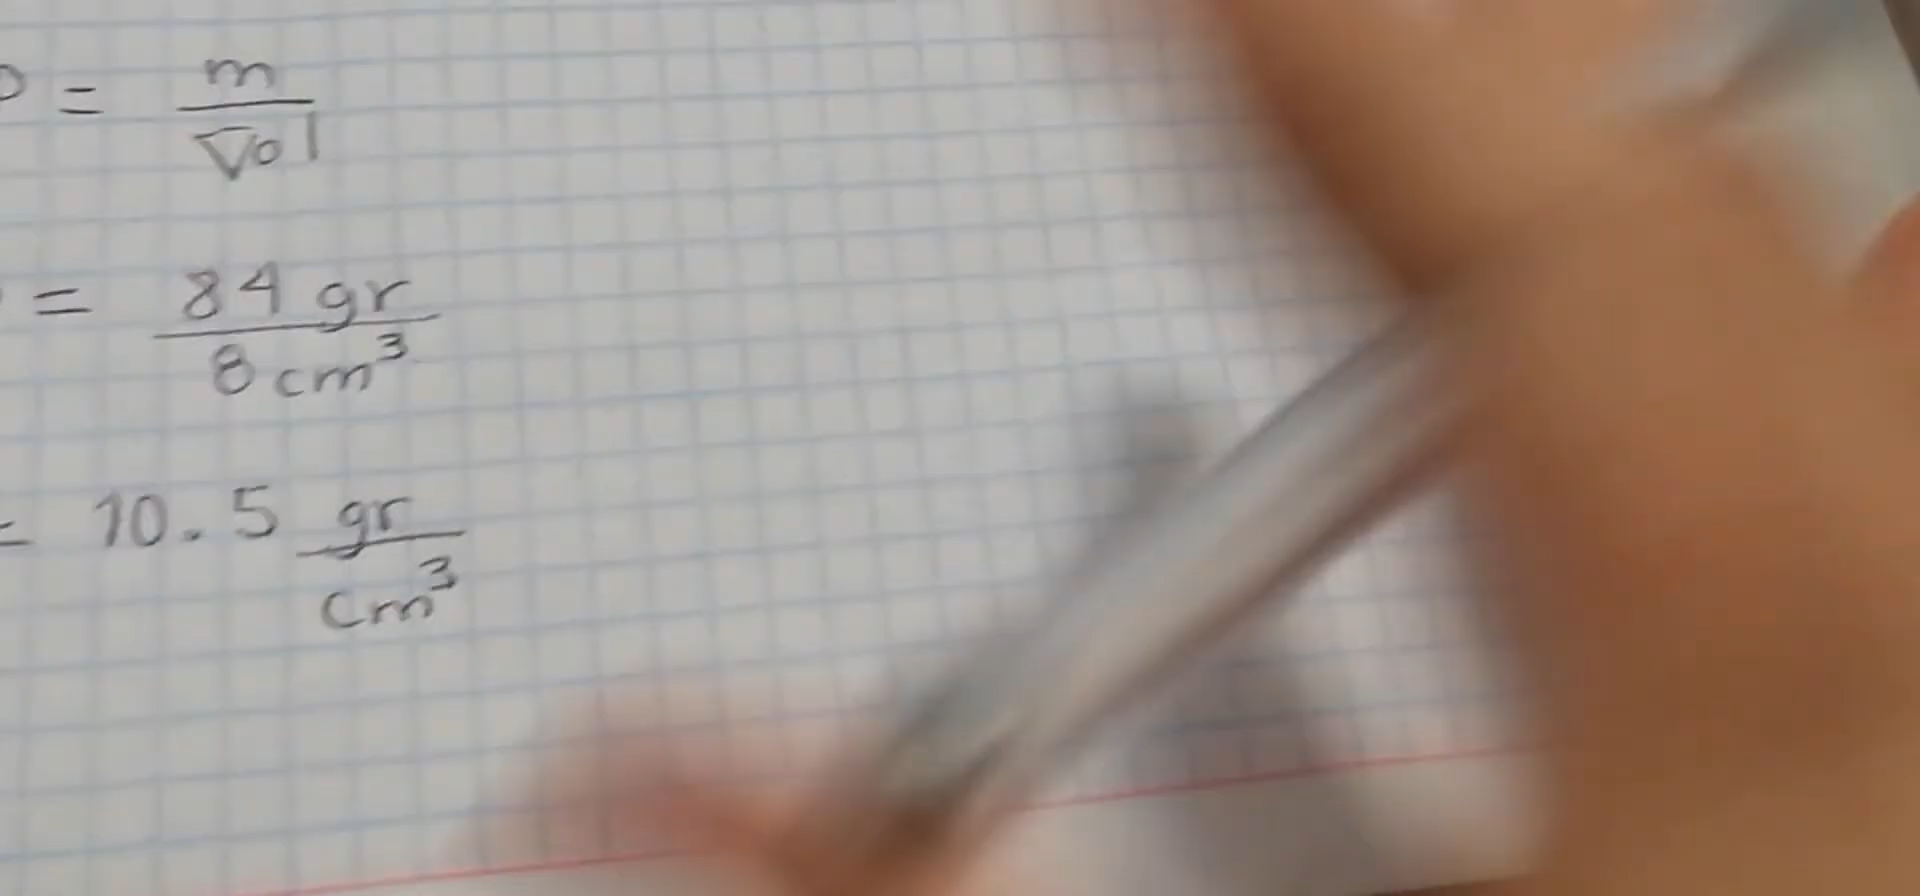 = m / Vol
= 84 gr / 8 cm³
= 10.5 gr / cm³